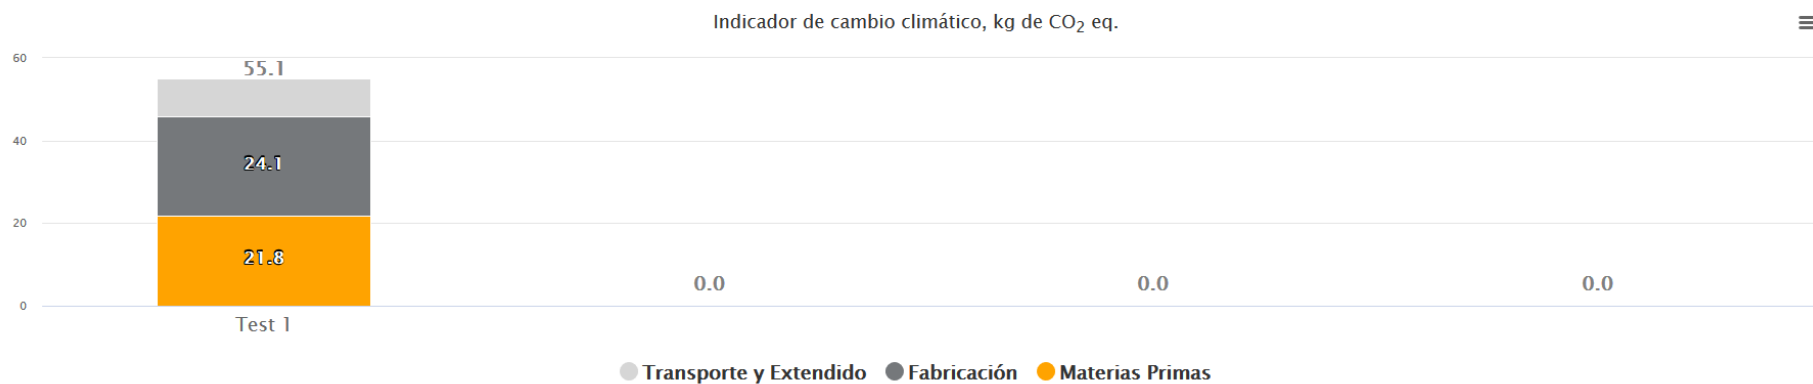 Indicador de cambio climático, kg de CO₂ eq.
60
55.1
40
24.1
20
21.8
0.0 0.0 0.0
0
Test 1
Transporte y Extendido Fabricación Materias Primas